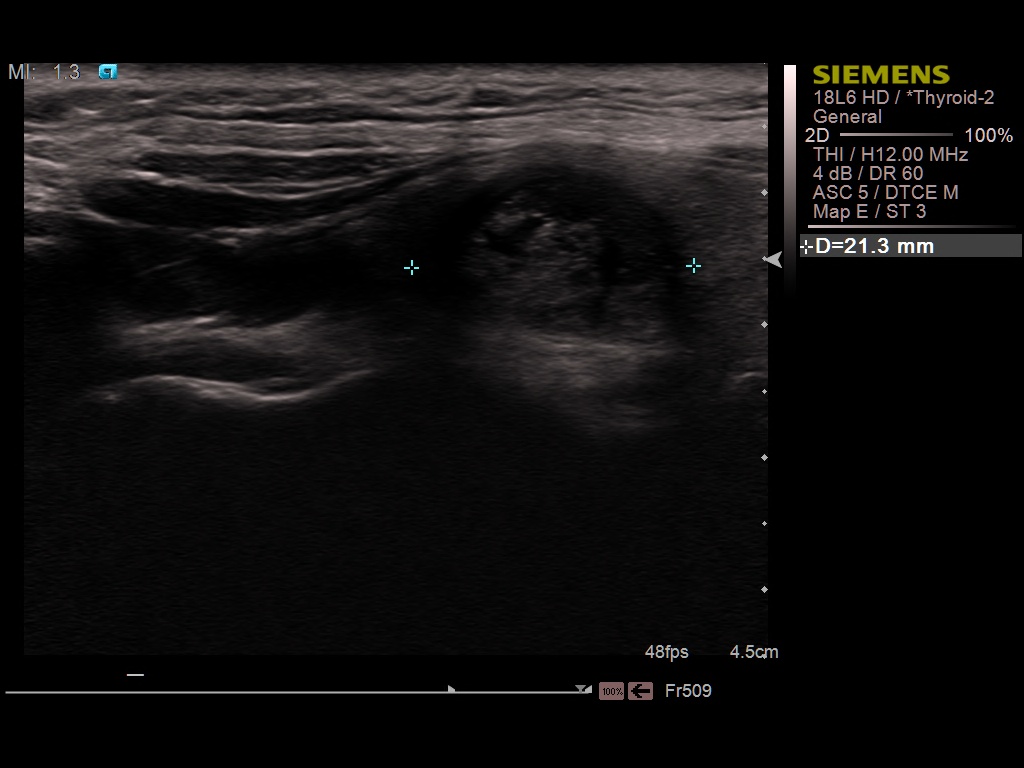 MI: 1.3
SIEMENS
18L6 HD / *Thyroid-2
General
2D 100%
THI / H12.00 MHz
4 dB / DR 60
ASC 5 / DTCE M
Map E / ST 3
D=21.3 mm
48fps 4.5cm
100% Fr509